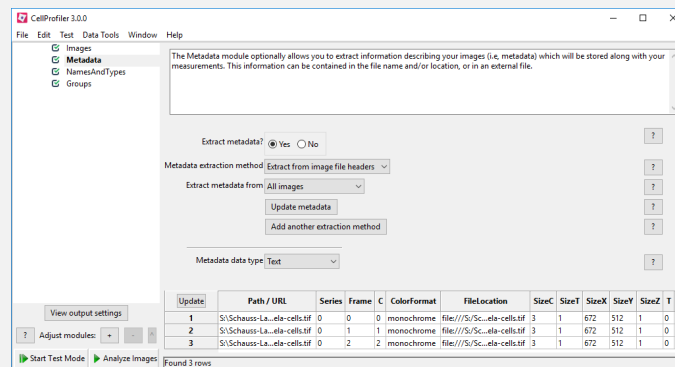 CellProfiler 3.0.0
File Edit Test Data Tools Window Help
Images
Metadata
NamesAndTypes
Groups
The Metadata module optionally allows you to extract information describing your images (i.e, metadata) which will be stored along with your
measurements. This information can be contained in the file name and/or location, or in an external file.
Extract metadata? Yes No ?
Metadata extraction method Extract from image file headers ?
Extract metadata from All images ?
Update metadata ?
Add another extraction method ?
Metadata data type Text ?
Update Path / URL Series Frame C ColorFormat FileLocation SizeC SizeT SizeX SizeY SizeZ T
1 S:\Schauss-La...ela-cells.tif 0 0 0 monochrome file:///S:/Sc...ela-cells.tif 3 1 672 512 1 0
2 S:\Schauss-La...ela-cells.tif 0 1 1 monochrome file:///S:/Sc...ela-cells.tif 3 1 672 512 1 0
3 S:\Schauss-La...ela-cells.tif 0 2 2 monochrome file:///S:/Sc...ela-cells.tif 3 1 672 512 1 0
View output settings
? Adjust modules: + - ^
Start Test Mode Analyze Images
Found 3 rows